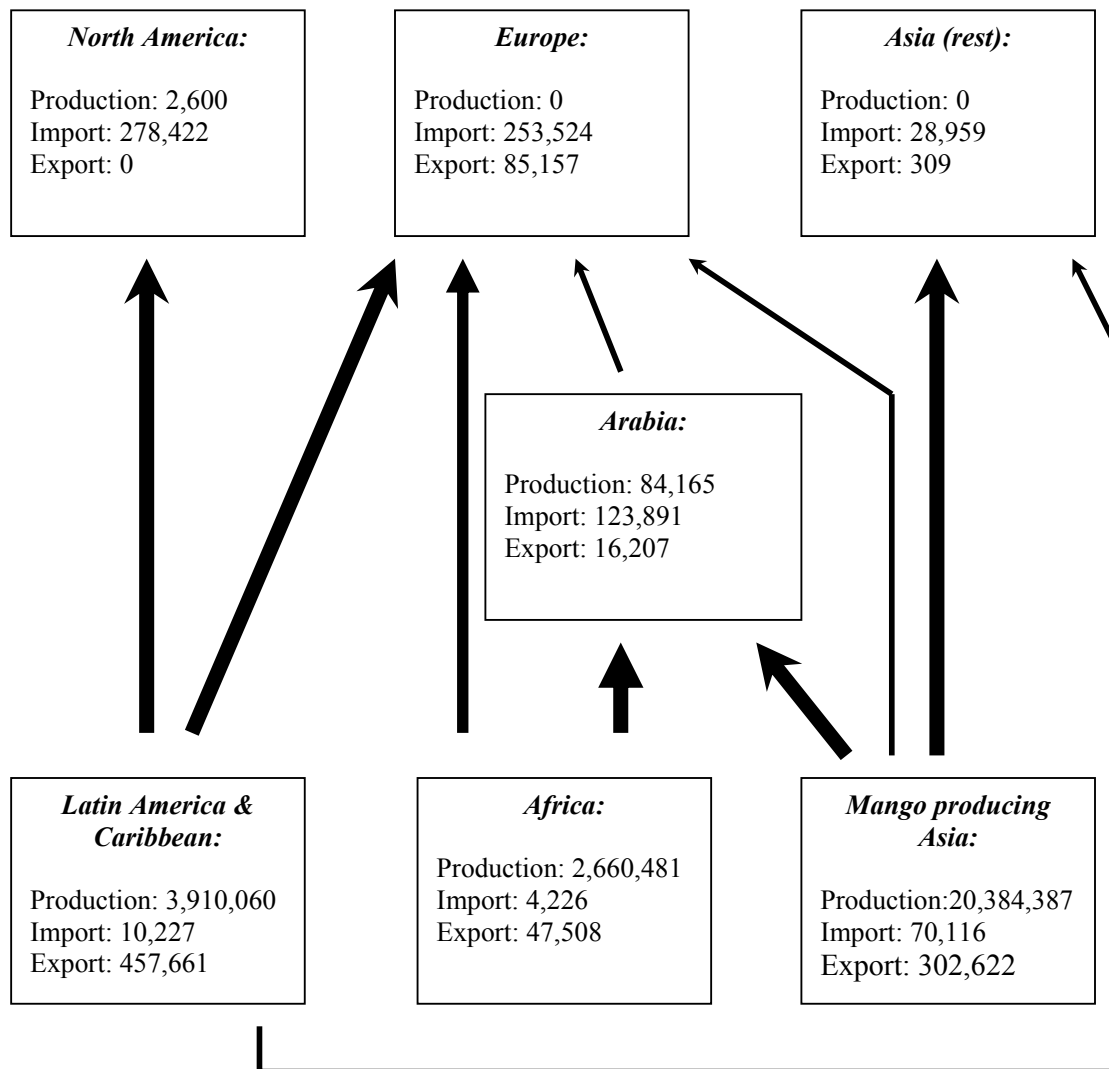 North America:
Production: 2,600
Import: 278,422
Export: 0
Europe:
Production: 0
Import: 253,524
Export: 85,157
Asia (rest):
Production: 0
Import: 28,959
Export: 309
Arabia:
Production: 84,165
Import: 123,891
Export: 16,207
Latin America &
Caribbean:
Production: 3,910,060
Import: 10,227
Export: 457,661
Africa:
Production: 2,660,481
Import: 4,226
Export: 47,508
Mango producing
Asia:
Production:20,384,387
Import: 70,116
Export: 302,622